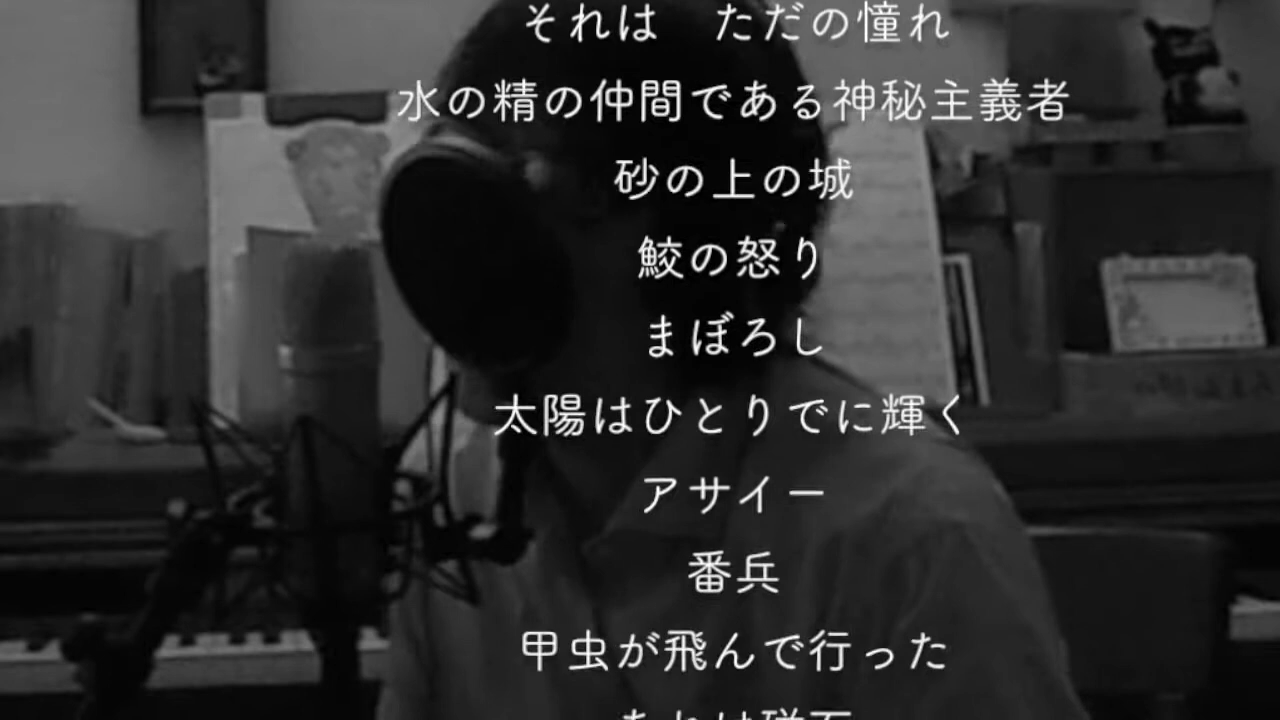 それは　ただの憧れ
水の精の仲間である神秘主義者
砂の上の城
鮫の怒り
まぼろし
太陽はひとりでに輝く
アサイー
番兵
甲虫が飛んで行った